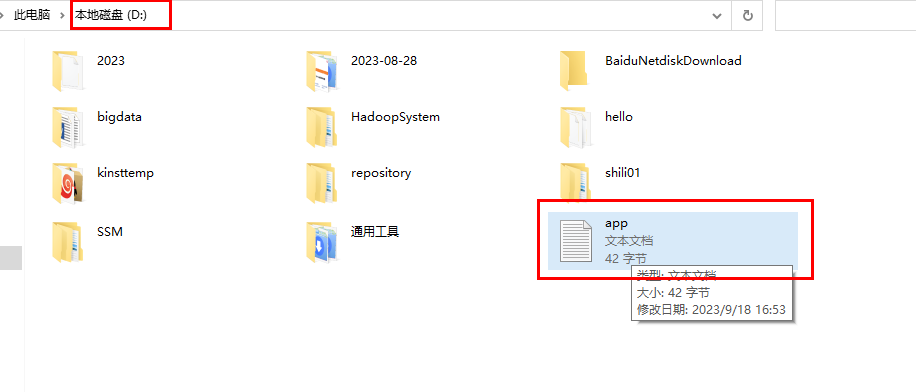 此电脑 > 本地磁盘 (D:) >
2023
2023-08-28
BaiduNetdiskDownload
bigdata
HadoopSystem
hello
kinsttemp
repository
shili01
SSM
通用工具
app
文本文档
42 字节
类型: 文本文档
大小: 42 字节
修改日期: 2023/9/18 16:53